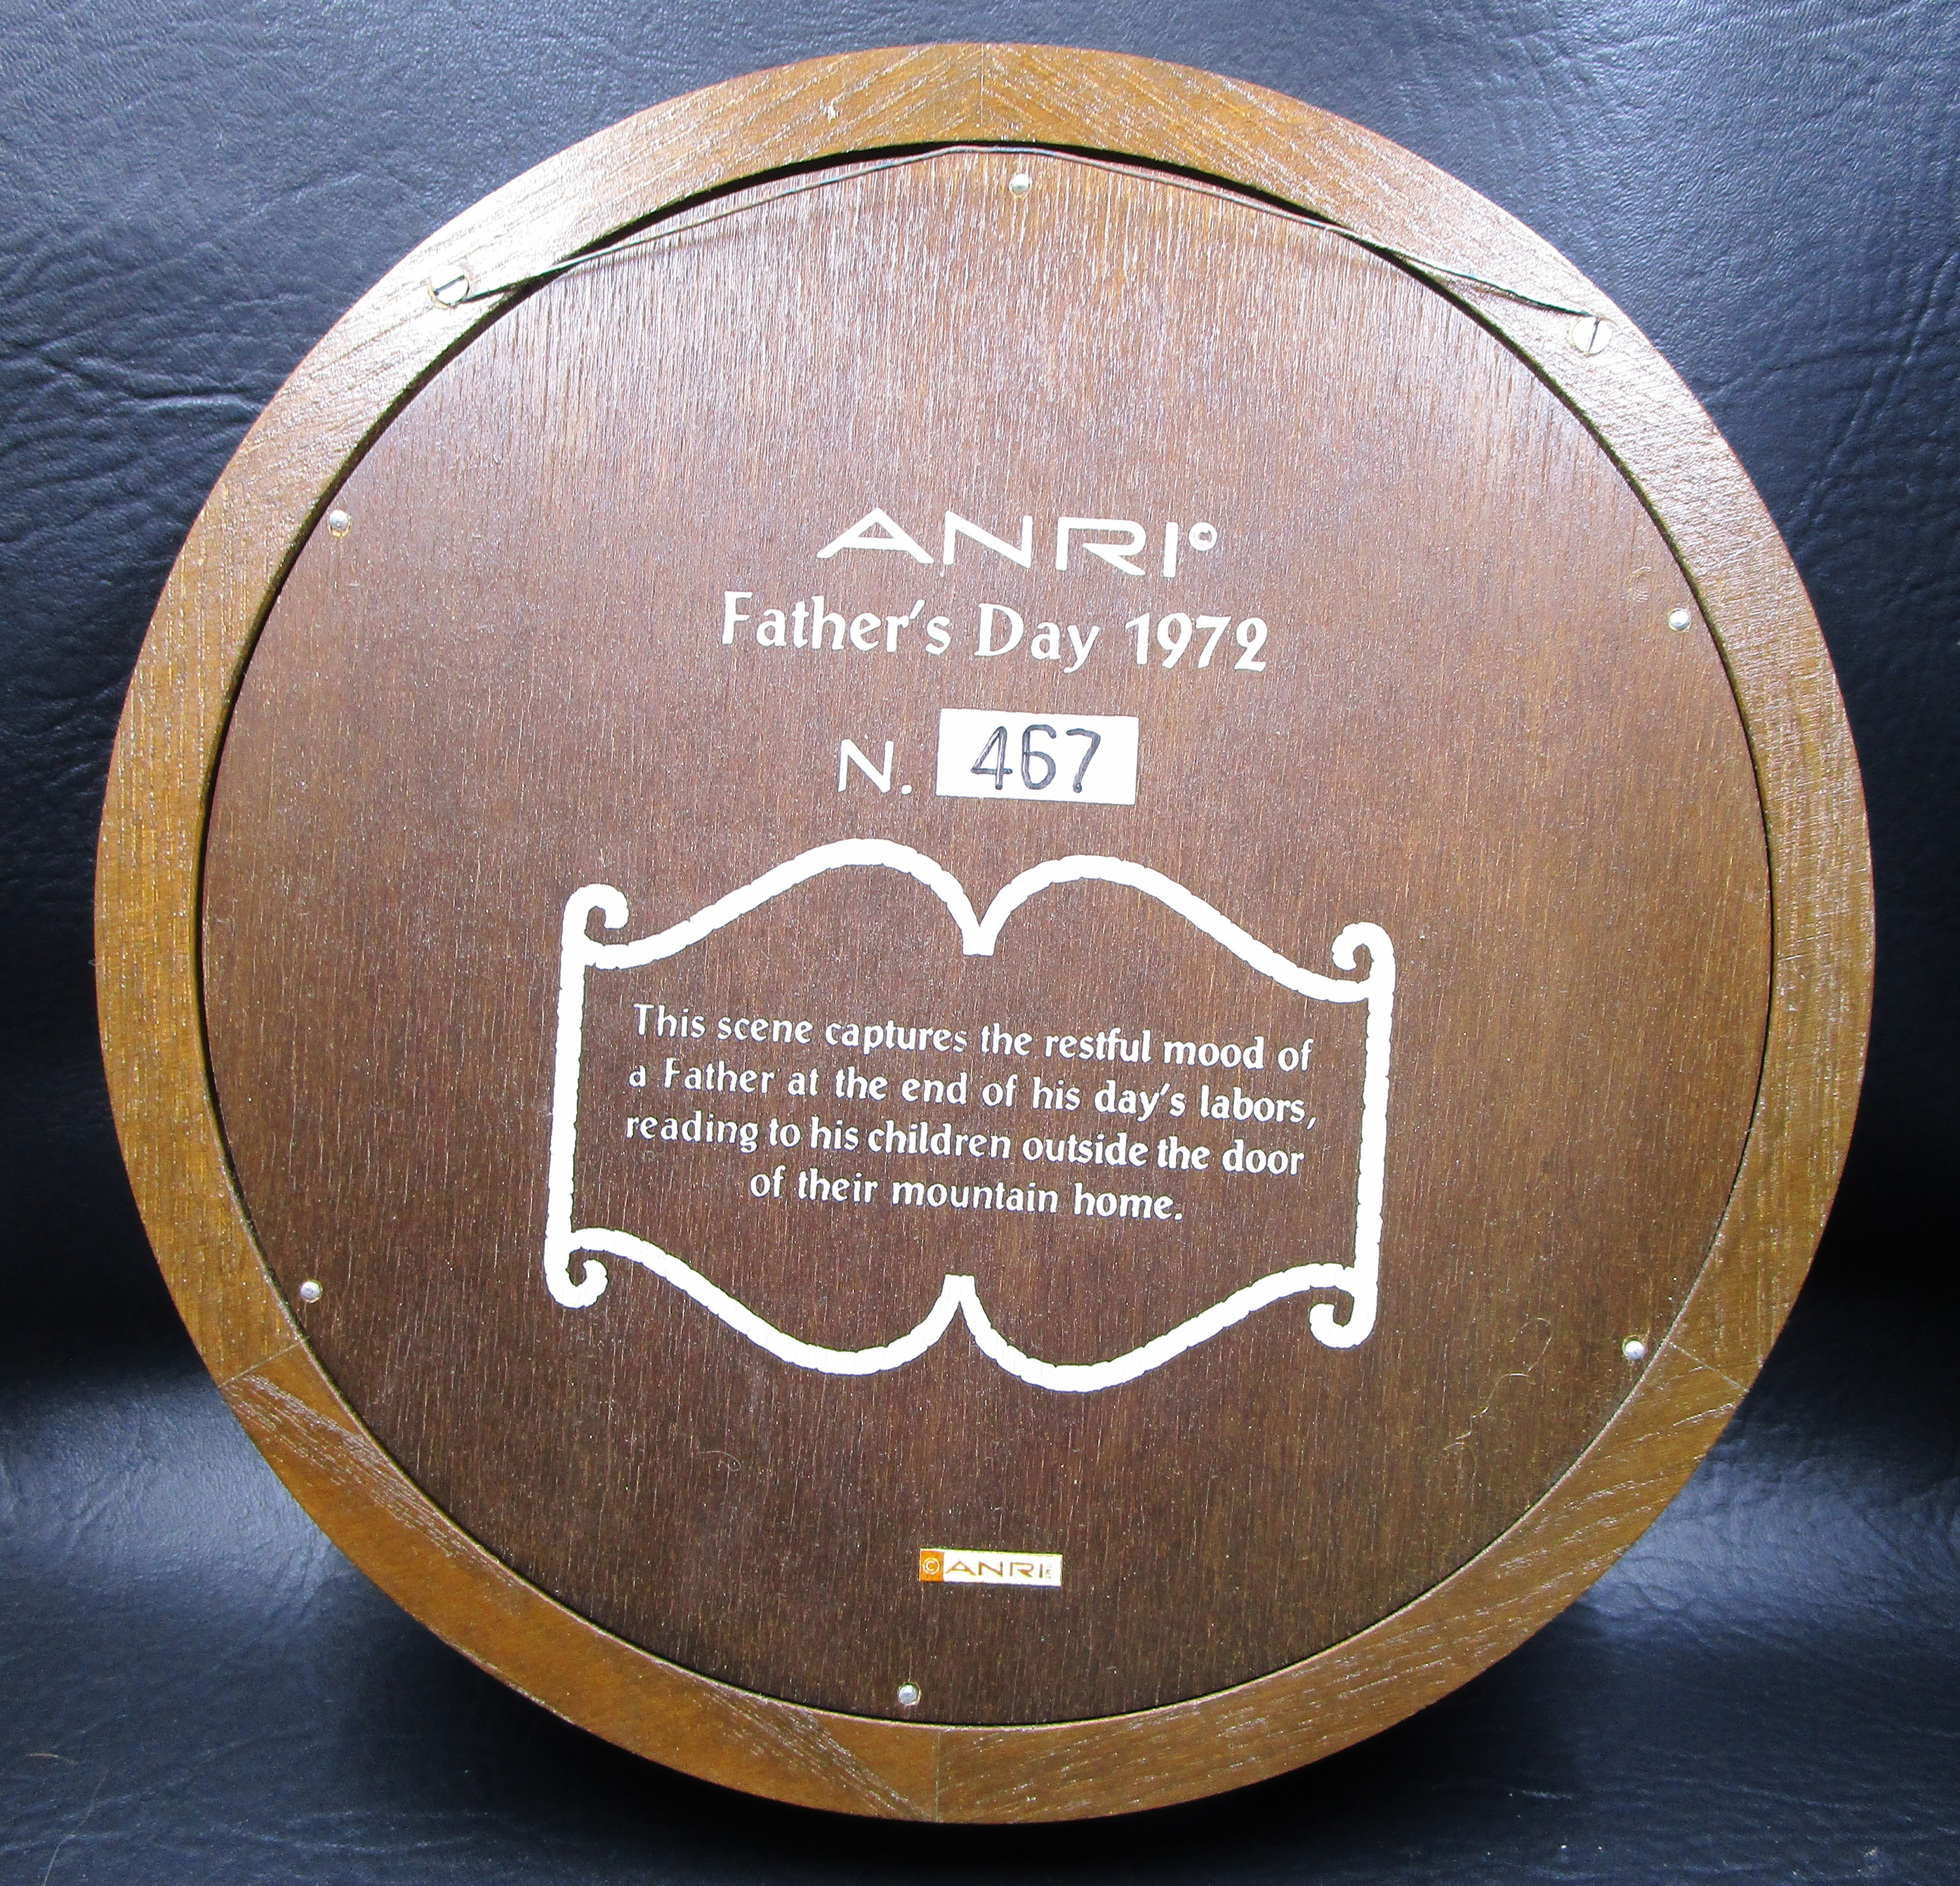 ANRI©
Father's Day 1972
N. 467
This scene captures the restful mood of
a Father at the end of his day's labors,
reading to his children outside the door
of their mountain home.
© ANRI